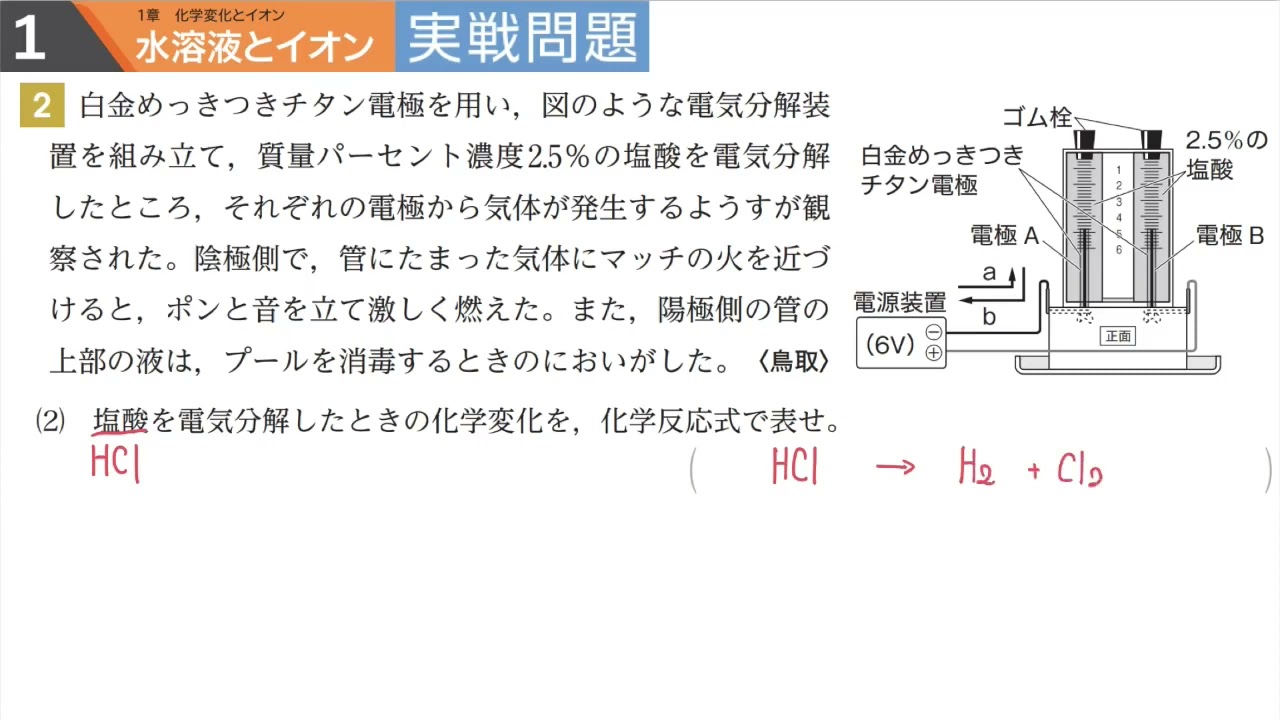 1
1章 化学変化とイオン
水溶液とイオン
実戦問題
2 白金めっきつきチタン電極を用い，図のような電気分解装
置を組み立て，質量パーセント濃度2.5％の塩酸を電気分解
したところ，それぞれの電極から気体が発生するようすが観
察された。陰極側で，管にたまった気体にマッチの火を近づ
けると，ポンと音を立て激しく燃えた。また，陽極側の管の
上部の液は，プールを消毒するときのにおいがした。〈鳥取〉
ゴム栓
2.5％の
塩酸
白金めっきつき
チタン電極
1
2
3
4
5
6
電極A
電極B
a
b
電源装置
(6V)
−
+
正面
(2) 塩酸を電気分解したときの化学変化を，化学反応式で表せ。
HCl
( HCl → H2 + Cl2 )